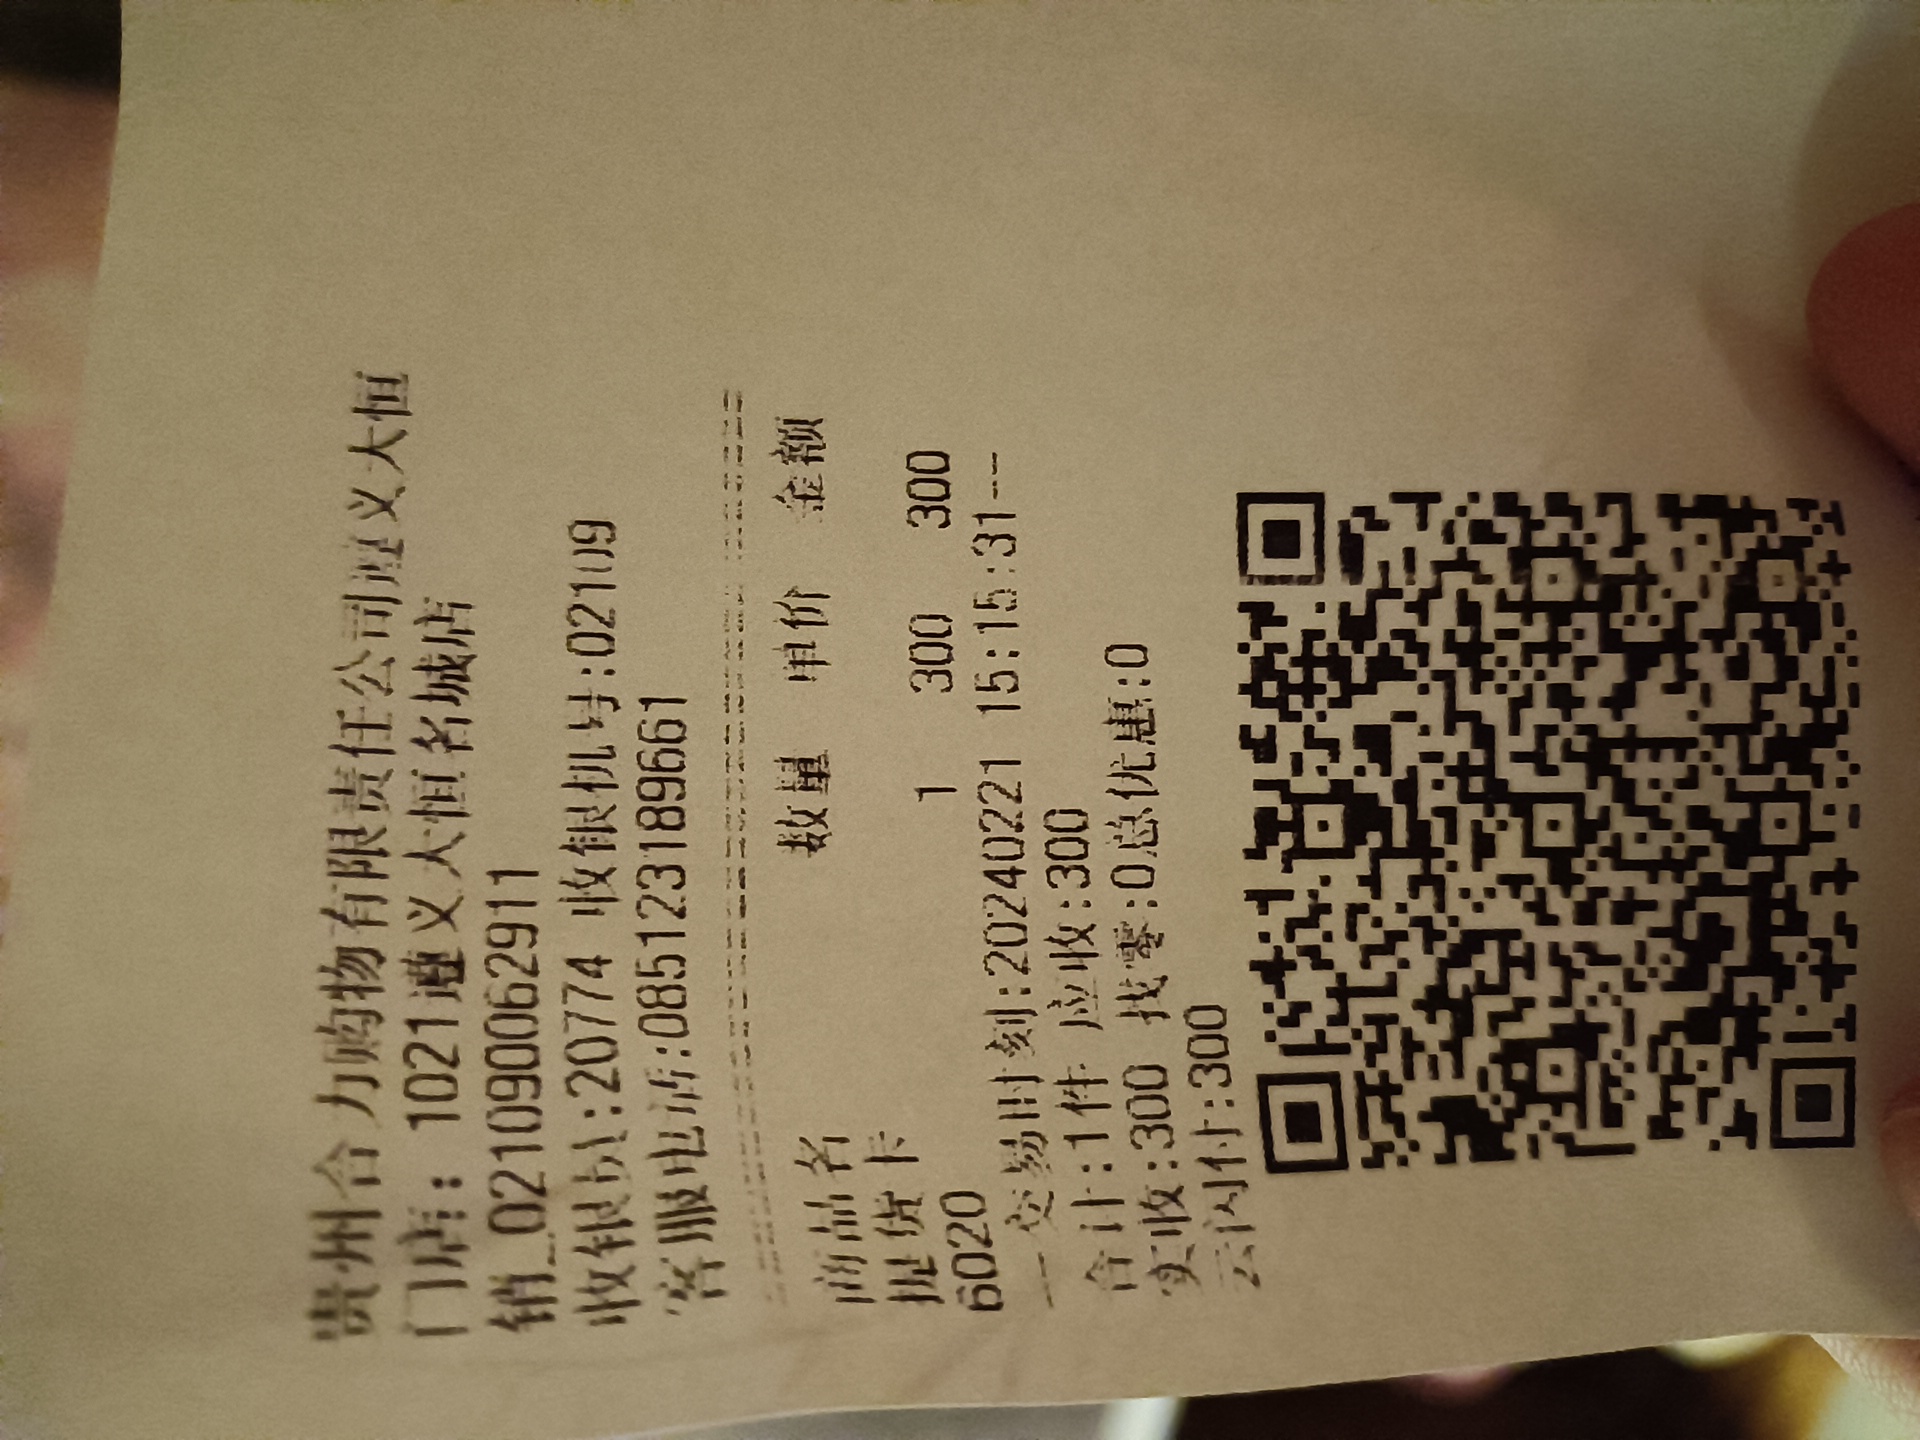 贵州合力购物有限责任公司遵义大恒
门店: 1021遵义大恒名城店
销_021090062911
收银员:20774 收银机号:02109
客服电话:085123189661
商品名 数量 单价 金额
提货卡
6020 1 300 300
--交易时刻:20240221 15:15:31--
合计:1件 应收:300
实收:300 找零:0总优惠:0
云闪付:300